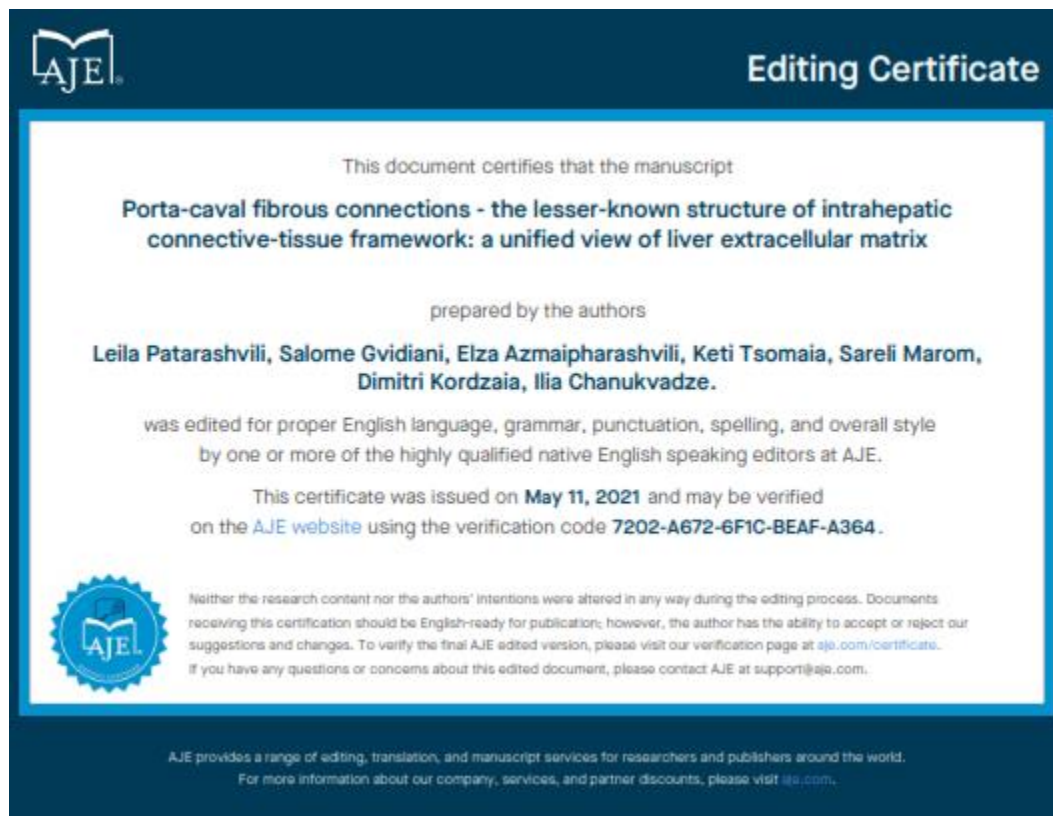 AJE
Editing Certificate
This document certifies that the manuscript
Porta-caval fibrous connections - the lesser-known structure of intrahepatic
connective-tissue framework: a unified view of liver extracellular matrix
prepared by the authors
Leila Patarashvili, Salome Gvidiani, Elza Azmaipharashvili, Keti Tsomaia, Sareli Marom,
Dimitri Kordzaia, Ilia Chanukvadze.
was edited for proper English language, grammar, punctuation, spelling, and overall style
by one or more of the highly qualified native English speaking editors at AJE.
This certificate was issued on May 11, 2021 and may be verified
on the AJE website using the verification code 7202-A672-6F1C-BEAF-A364.
Neither the research content nor the authors' intentions were altered in any way during the editing process. Documents
receiving this certification should be English-ready for publication; however, the author has the ability to accept or reject our
suggestions and changes. To verify the final AJE edited version, please visit our verification page at aje.com/certificate.
If you have any questions or concerns about this edited document, please contact AJE at support@aje.com.
AJE
AJE provides a range of editing, translation, and manuscript services for researchers and publishers around the world.
For more information about our company, services, and partner discounts, please visit aje.com.